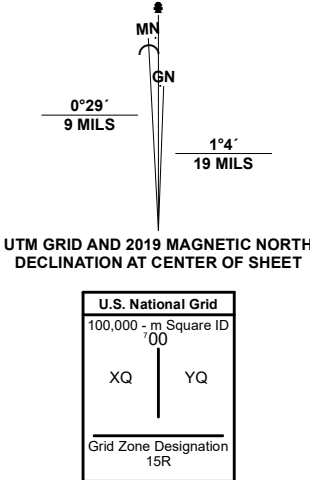 MN
GN
0°29´
9 MILS
1°4´
19 MILS
UTM GRID AND 2019 MAGNETIC NORTH
DECLINATION AT CENTER OF SHEET
U.S. National Grid
100,000 - m Square ID
⁷00
XQ YQ
Grid Zone Designation
15R